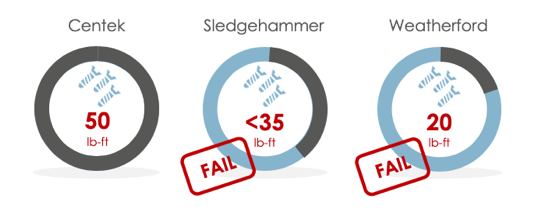 Centek
50
lb-ft
Sledgehammer
<35
lb-ft
FAIL
Weatherford
20
lb-ft
FAIL